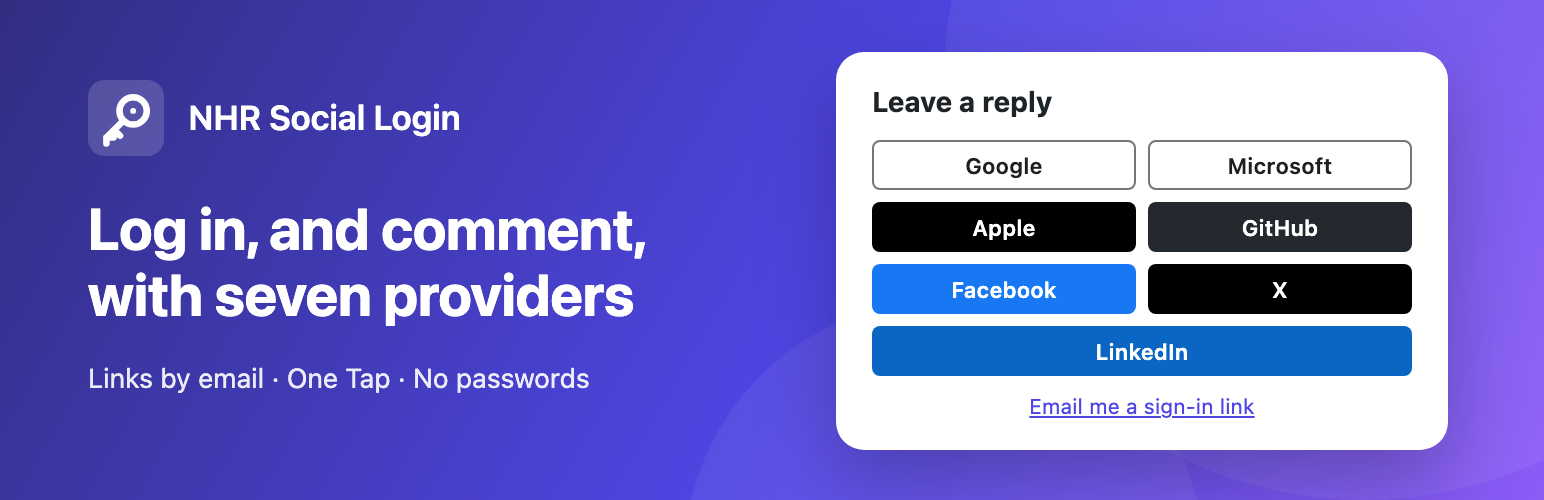 NHR Social Login
Log in, and comment,
with seven providers
Links by email · One Tap · No passwords
Leave a reply
Google
Microsoft
Apple
GitHub
Facebook
X
LinkedIn
Email me a sign-in link